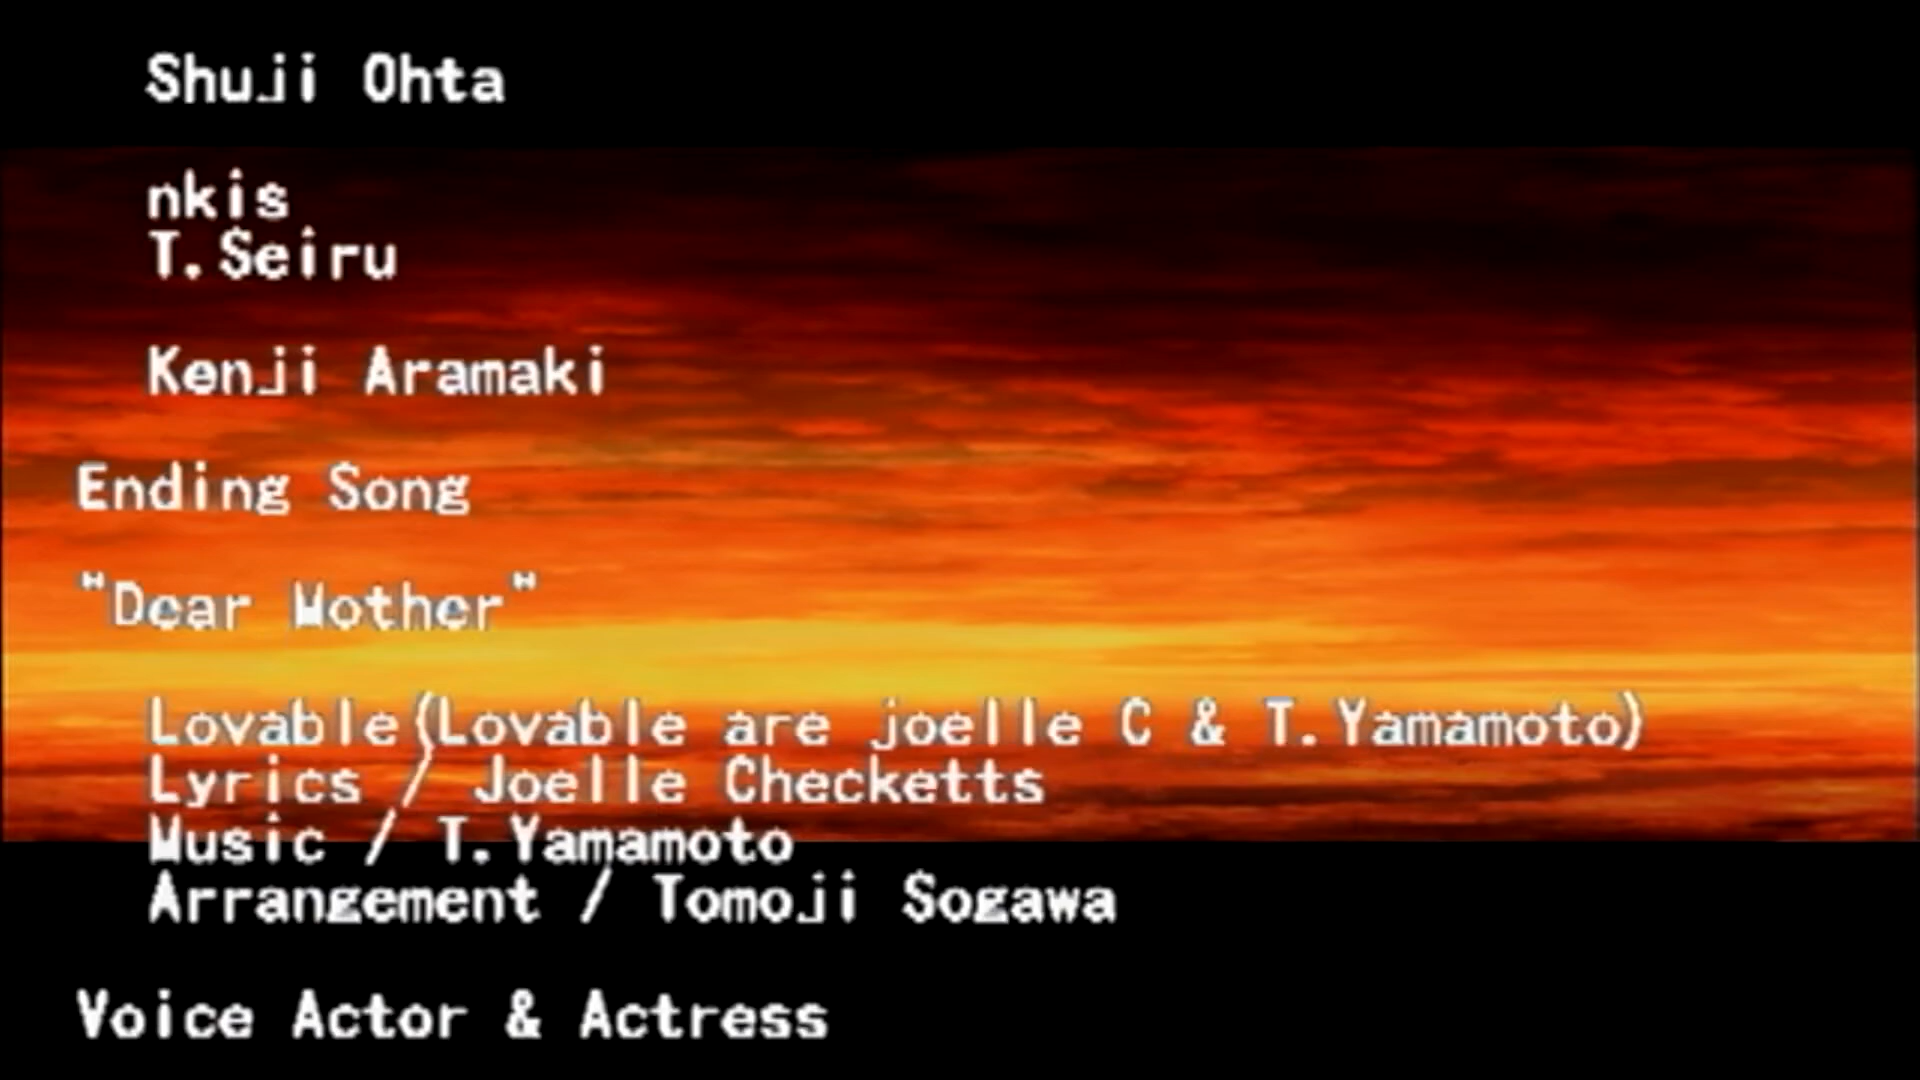 Shuji Ohta
nkis
T.Seiru
Kenji Aramaki
Ending Song
"Dear Mother"
Lovable(Lovable are joelle C & T.Yamamoto)
Lyrics / Joelle Checketts
Music / T.Yamamoto
Arrangement / Tomoji Sogawa
Voice Actor & Actress